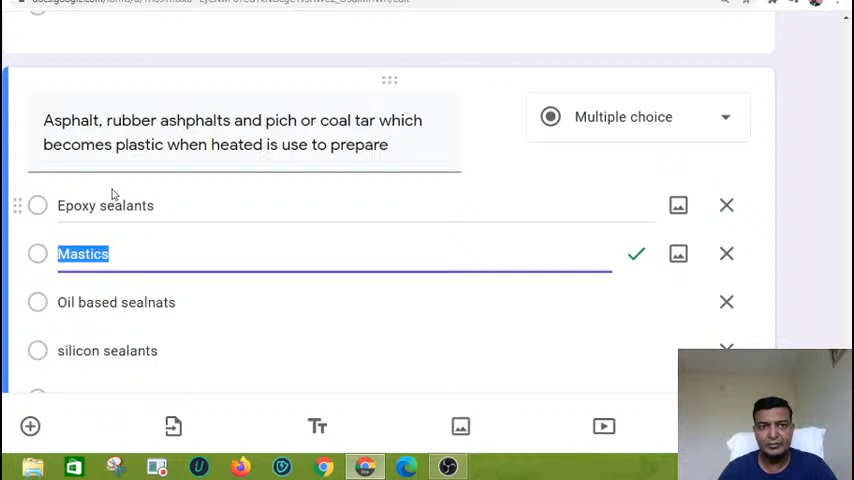 Asphalt, rubber ashphalts and pich or coal tar which
Multiple choice
becomes plastic when heated is use to prepare
Epoxy sealants
Mastics
Oil based sealnats
silicon sealants
Tт